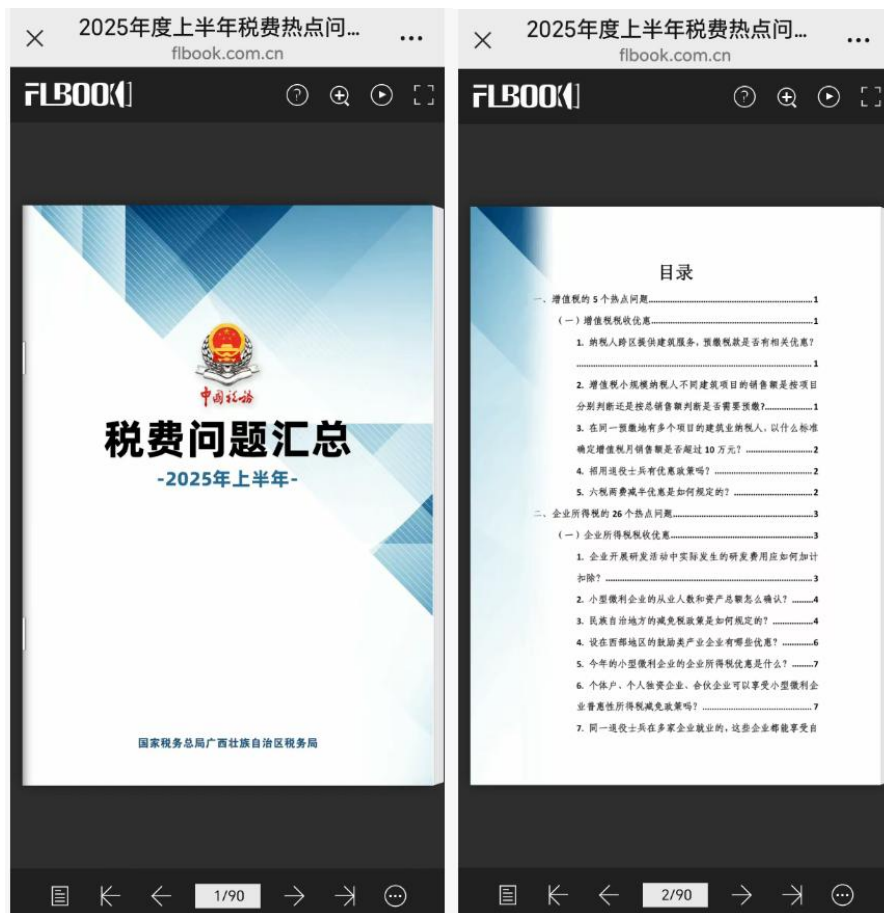 2025年度上半年税费热点问...
flbook.com.cn
FLBOOK
中国税务
税费问题汇总
-2025年上半年-
国家税务总局广西壮族自治区税务局
1/90
2025年度上半年税费热点问...
flbook.com.cn
FLBOOK
目录
一、增值税的 5 个热点问题......1
（一）增值税税收优惠......1
1. 纳税人跨区提供建筑服务，预缴税款是否有相关优惠？
......1
2. 增值税小规模纳税人不同建筑项目的销售额是按项目
分别判断还是按总销售额判断是否需要预缴?......1
3. 在同一预缴地有多个项目的建筑业纳税人，以什么标准
确定增值税月销售额是否超过 10 万元？......2
4. 招用退役士兵有优惠政策吗？......2
5. 六税两费减半优惠是如何规定的？......2
二、企业所得税的 26 个热点问题......3
（一）企业所得税税收优惠......3
1. 企业开展研发活动中实际发生的研发费用应如何加计
扣除？......3
2. 小型微利企业的从业人数和资产总额怎么确认？......4
3. 民族自治地方的减免税政策是如何规定的？......4
4. 设在西部地区的鼓励类产业企业有哪些优惠？......6
5. 今年的小型微利企业的企业所得税优惠是什么？......7
6. 个体户、个人独资企业、合伙企业可以享受小型微利企
业普惠性所得税减免政策吗？......7
7. 同一退役士兵在多家企业就业的，这些企业都能享受自
2/90